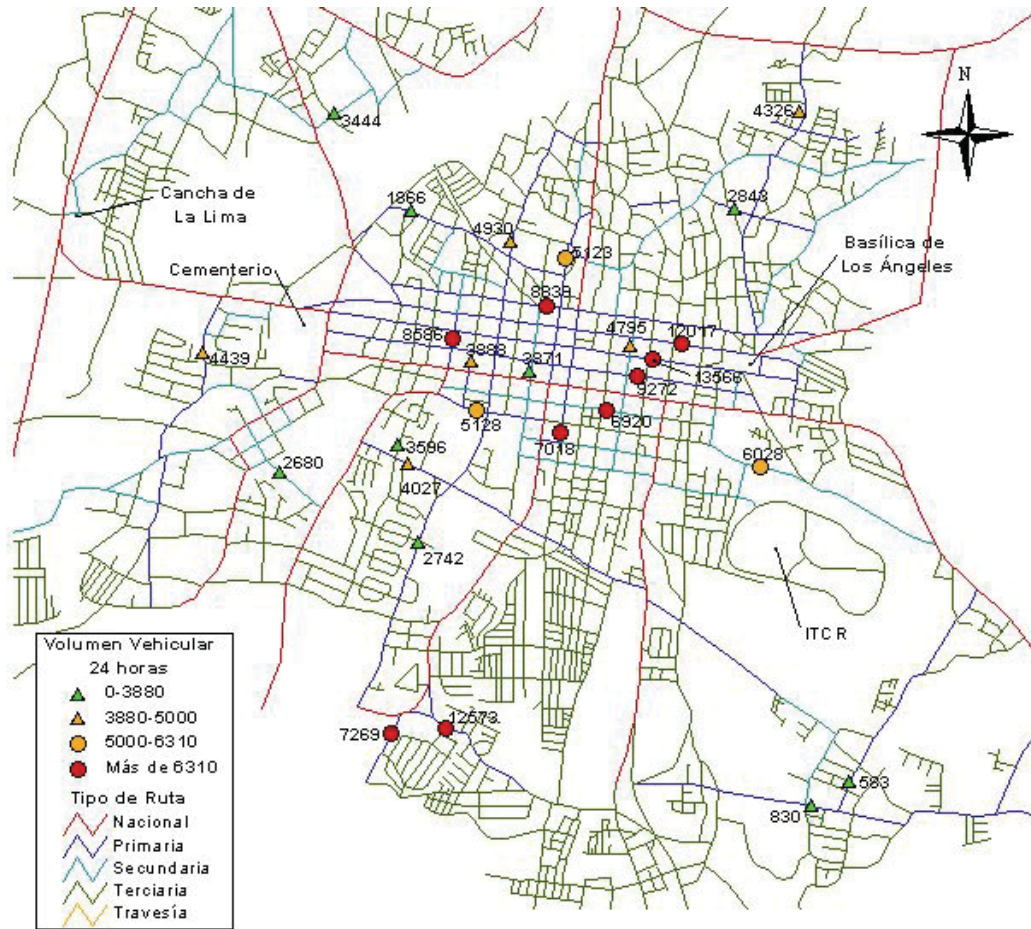 N
4326
3444
Cancha de
La Lima
1866
2843
4930
5123
Basílica de
Los Ángeles
Cementerio
8839
8586
4795
12017
4439
3883
3871
13566
9272
5128
6920
7018
3596
6028
2680
4027
2742
ITCR
Volumen Vehicular
24 horas
0-3880
3880-5000
5000-6310
Más de 6310
12573
7269
583
830
Tipo de Ruta
Nacional
Primaria
Secundaria
Terciaria
Travesía